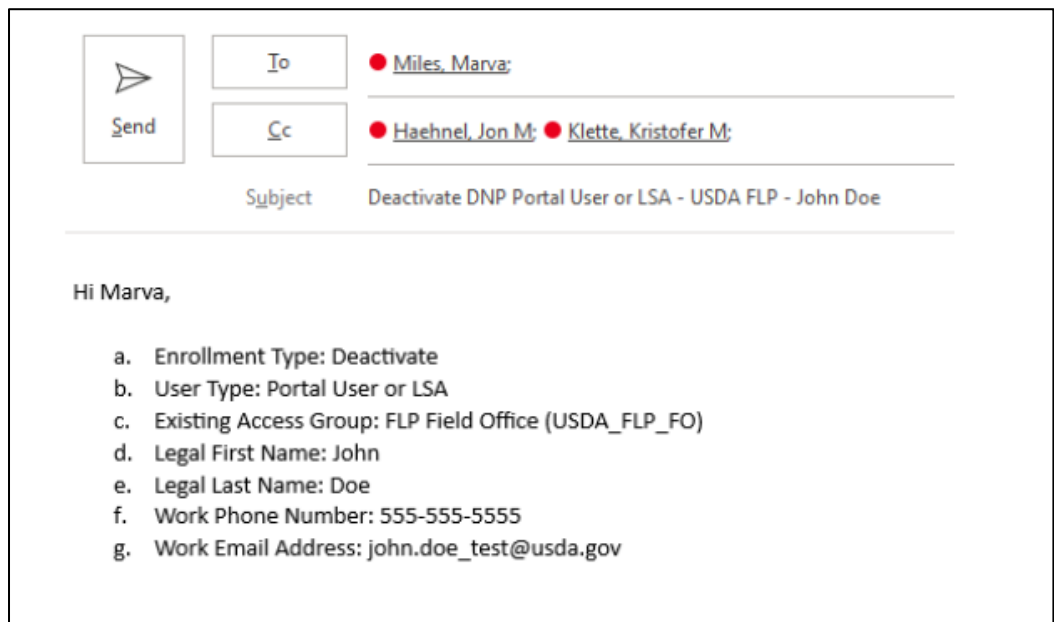 To
Miles, Marva;
Send
Cc
Haehnel, Jon M; Klette, Kristofer M;
Subject
Deactivate DNP Portal User or LSA - USDA FLP - John Doe
Hi Marva,
a. Enrollment Type: Deactivate
b. User Type: Portal User or LSA
c. Existing Access Group: FLP Field Office (USDA_FLP_FO)
d. Legal First Name: John
e. Legal Last Name: Doe
f. Work Phone Number: 555-555-5555
g. Work Email Address: john.doe_test@usda.gov